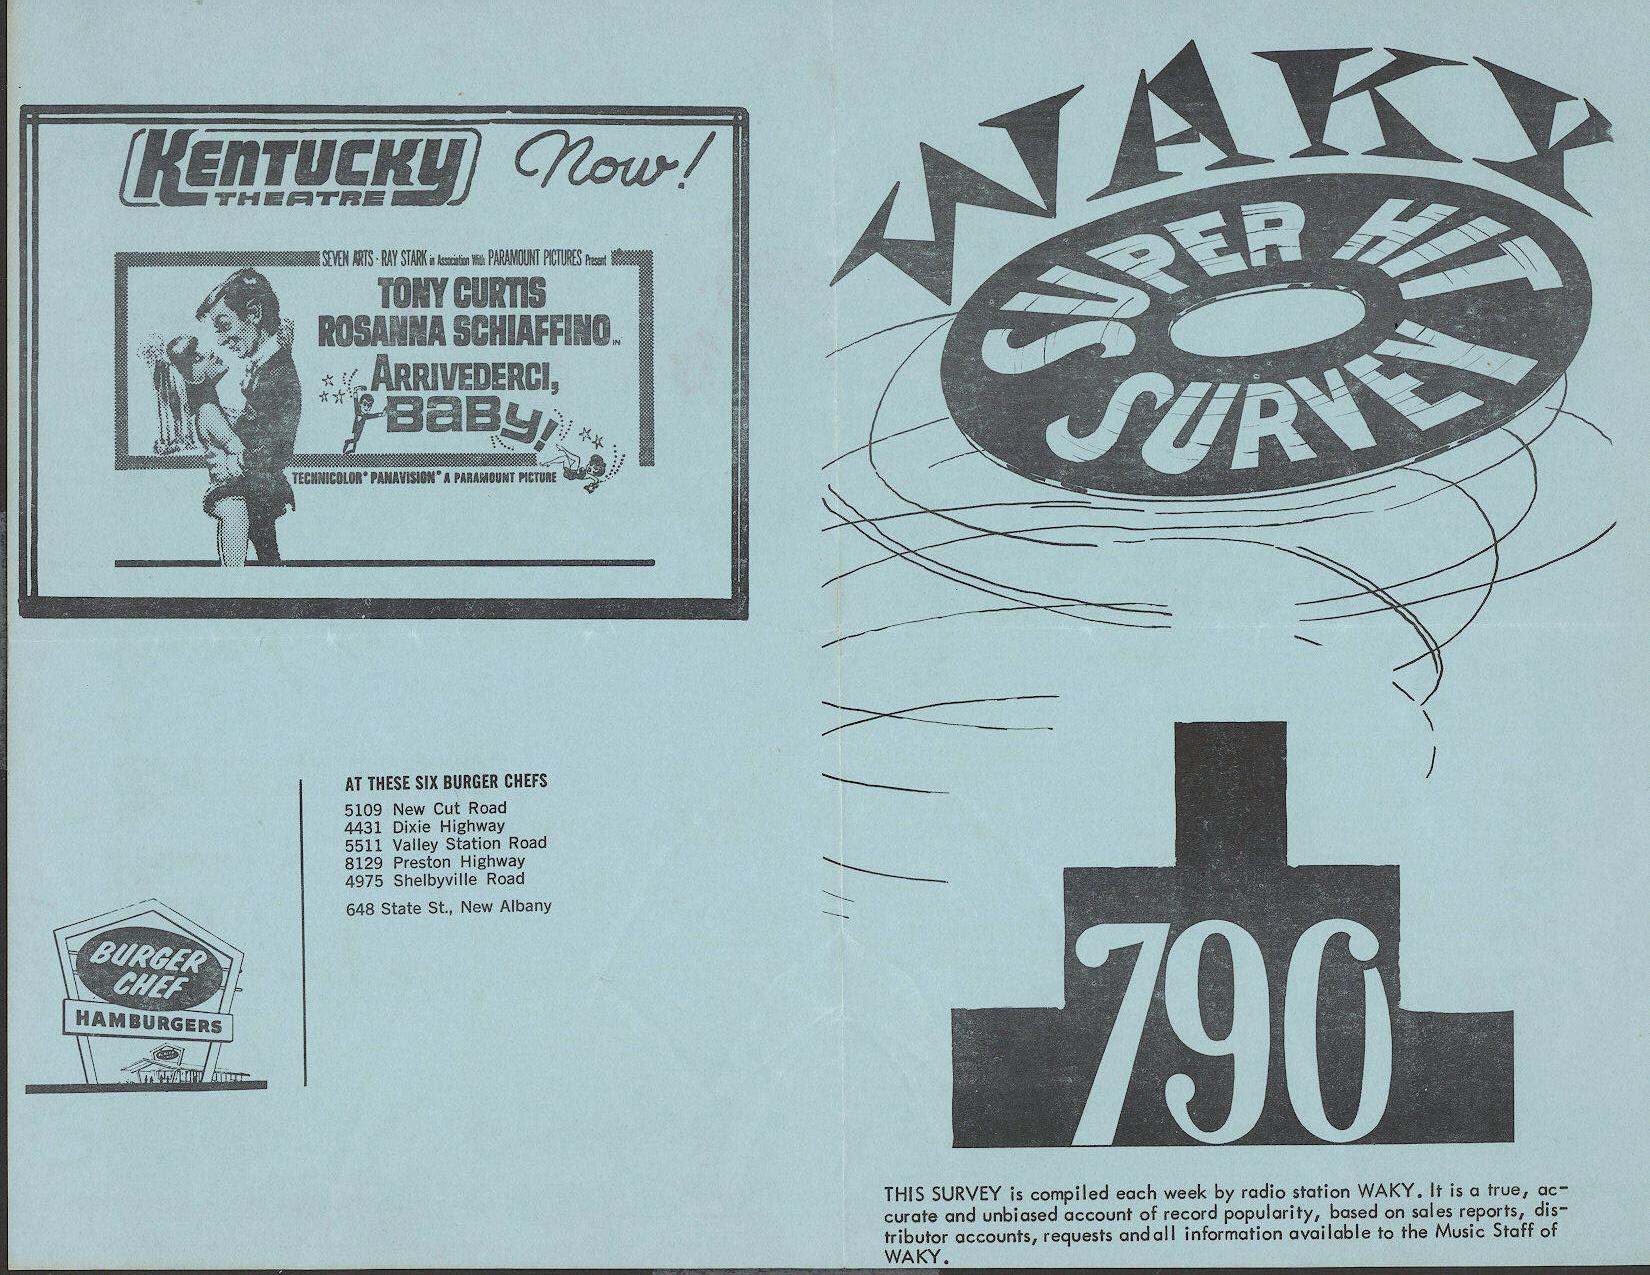 KENTUCKY
THEATRE
Now!
SEVEN ARTS · RAY STARK in Association With PARAMOUNT PICTURES Present
TONY CURTIS
ROSANNA SCHIAFFINO IN
ARRIVEDERCI,
BABY!
TECHNICOLOR® PANAVISION® A PARAMOUNT PICTURE
AT THESE SIX BURGER CHEFS
5109 New Cut Road
4431 Dixie Highway
5511 Valley Station Road
8129 Preston Highway
4975 Shelbyville Road
648 State St., New Albany
BURGER
CHEF
HAMBURGERS
WAKY
SUPER HIT
SURVEY
790
THIS SURVEY is compiled each week by radio station WAKY. It is a true, ac-
curate and unbiased account of record popularity, based on sales reports, dis-
tributor accounts, requests and all information available to the Music Staff of
WAKY.